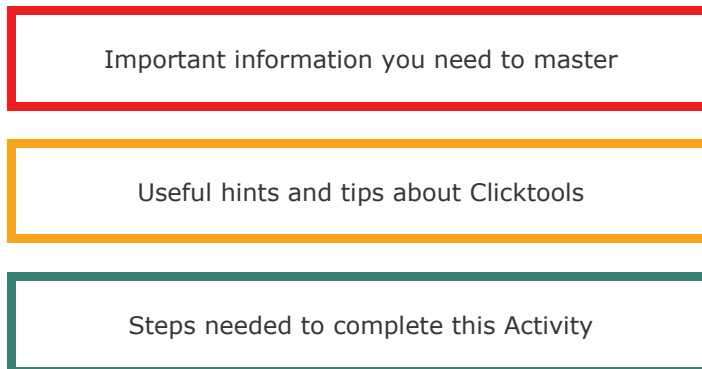 Important information you need to master
Useful hints and tips about Clicktools
Steps needed to complete this Activity